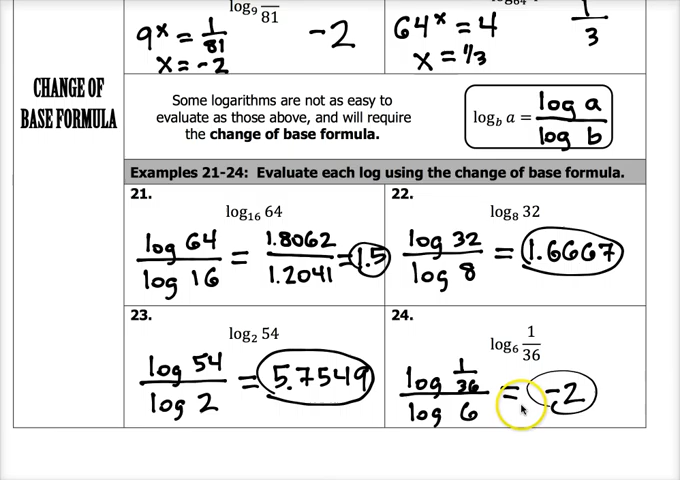 log₉ 1/81
9ˣ = 1/81
x = -2
-2
64ˣ = 4
x = 1/3
1/3
CHANGE OF
BASE FORMULA
Some logarithms are not as easy to
evaluate as those above, and will require
the change of base formula.
log_b a = log a / log b
Examples 21-24: Evaluate each log using the change of base formula.
21.
log₁₆ 64
log 64 / log 16 = 1.8062 / 1.2041 = 1.5
22.
log₈ 32
log 32 / log 8 = 1.6667
23.
log₂ 54
log 54 / log 2 = 5.7549
24.
log₆ 1/36
log 1/36 / log 6 = -2